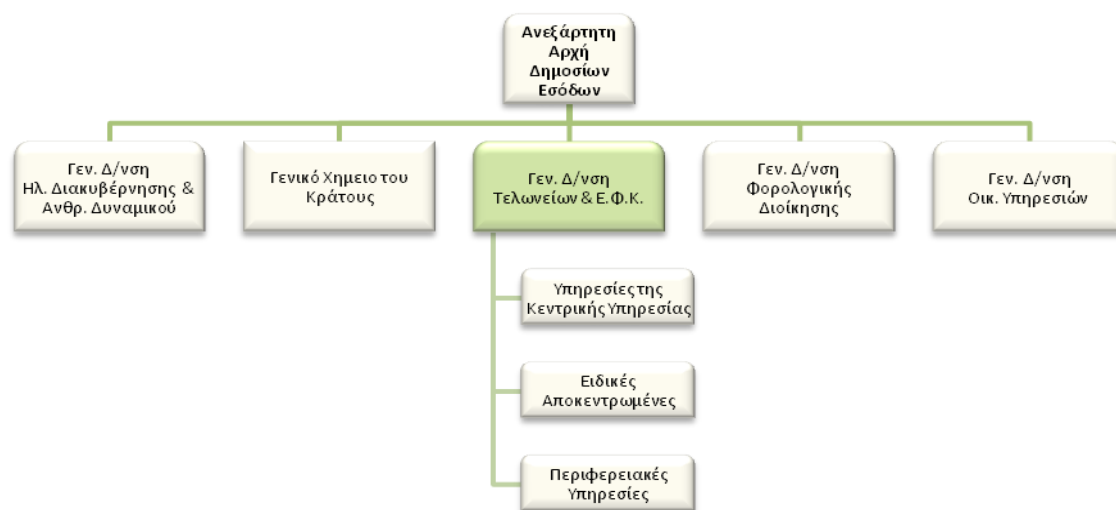 Ανεξάρτητη
Αρχή
Δημοσίων
Εσόδων
Γεν. Δ/νση
Ηλ. Διακυβέρνησης &
Ανθρ. Δυναμικού
Γενικό Χημειο του
Κράτους
Γεν. Δ/νση
Τελωνείων & Ε.Φ.Κ.
Γεν. Δ/νση
Φορολογικής
Διοίκησης
Γεν. Δ/νση
Οικ. Υπηρεσιών
Υπηρεσίες της
Κεντρικής Υπηρεσίας
Ειδικές
Αποκεντρωμένες
Περιφερειακές
Υπηρεσίες